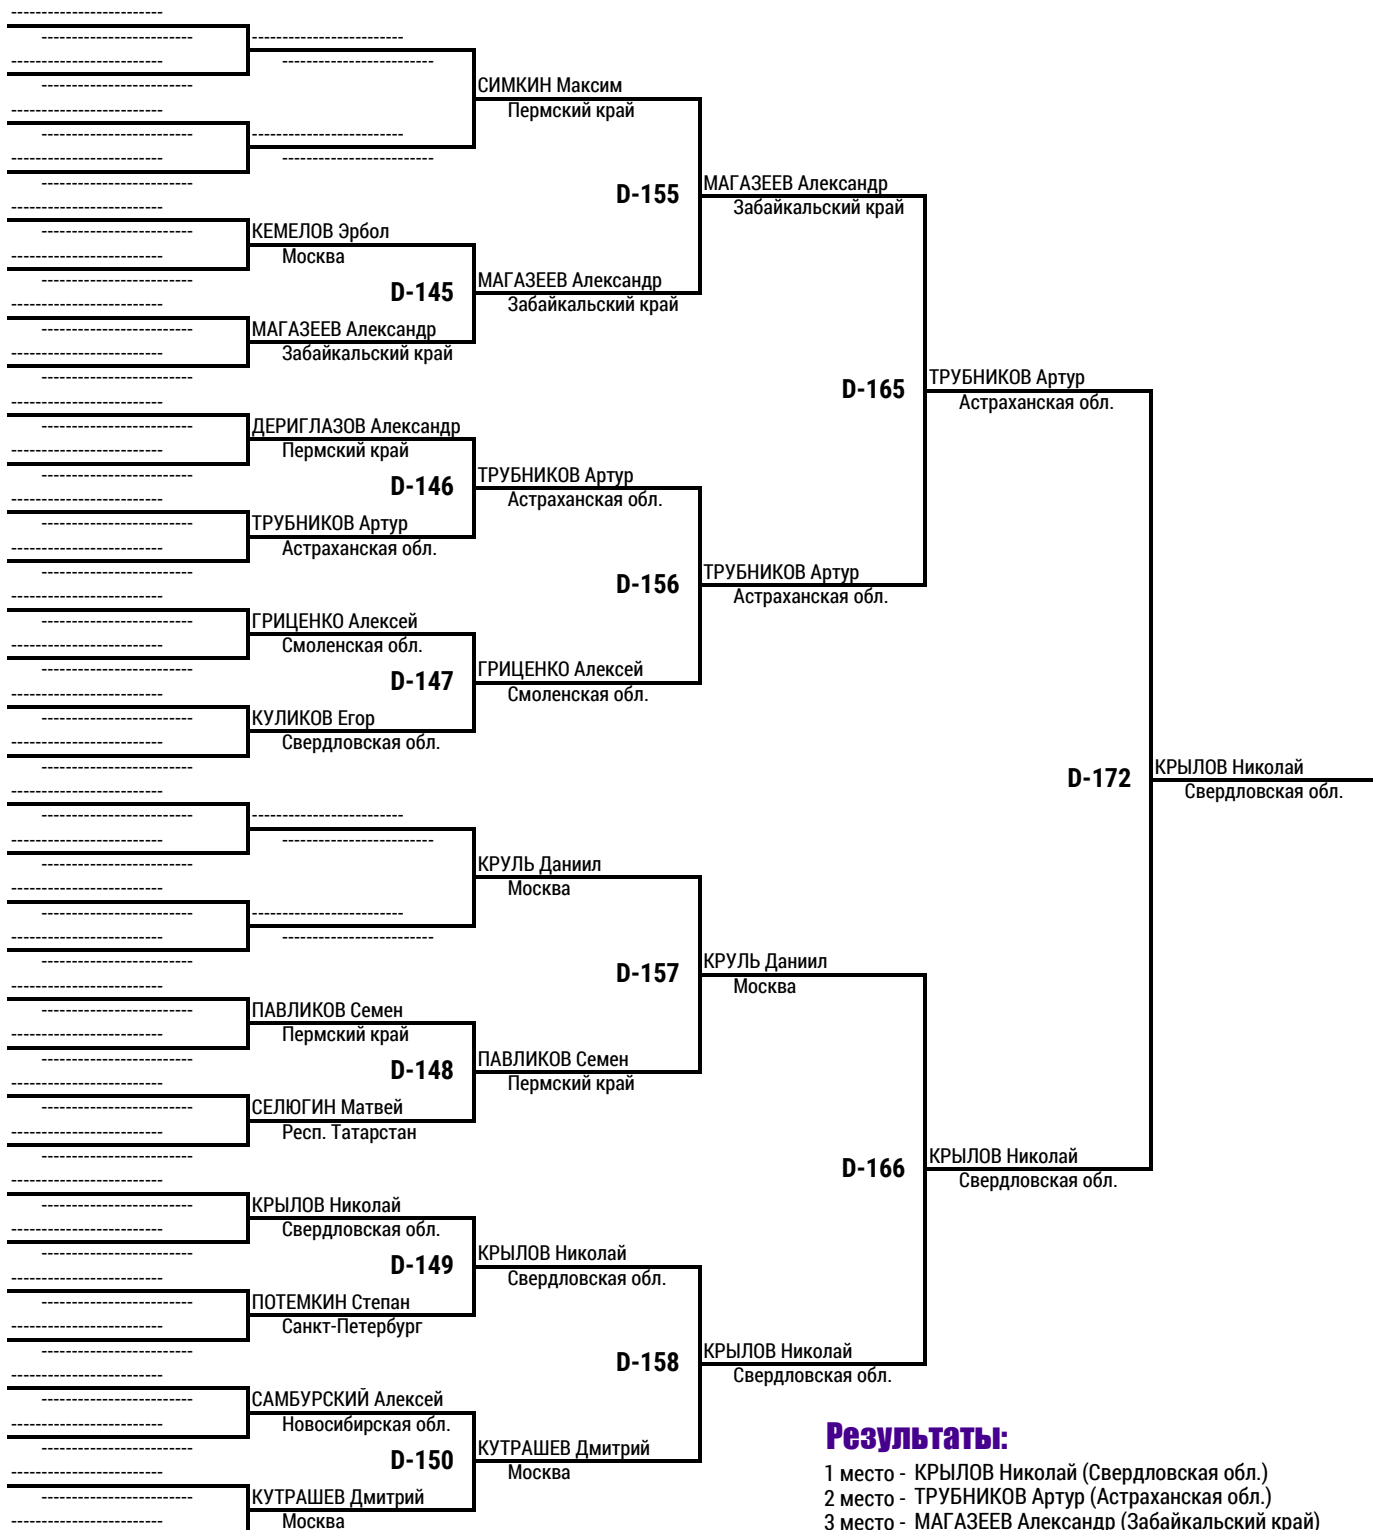 СИМКИН Максим
Пермский край
D-155
МАГАЗЕЕВ Александр
Забайкальский край
КЕМЕЛОВ Эрбол
Москва
D-145
МАГАЗЕЕВ Александр
Забайкальский край
МАГАЗЕЕВ Александр
Забайкальский край
D-165
ТРУБНИКОВ Артур
Астраханская обл.
ДЕРИГЛАЗОВ Александр
Пермский край
D-146
ТРУБНИКОВ Артур
Астраханская обл.
ТРУБНИКОВ Артур
Астраханская обл.
D-156
ТРУБНИКОВ Артур
Астраханская обл.
ГРИЦЕНКО Алексей
Смоленская обл.
D-147
ГРИЦЕНКО Алексей
Смоленская обл.
КУЛИКОВ Егор
Свердловская обл.
D-172
КРЫЛОВ Николай
Свердловская обл.
КРУЛЬ Даниил
Москва
D-157
КРУЛЬ Даниил
Москва
ПАВЛИКОВ Семен
Пермский край
D-148
ПАВЛИКОВ Семен
Пермский край
СЕЛЮГИН Матвей
Респ. Татарстан
D-166
КРЫЛОВ Николай
Свердловская обл.
КРЫЛОВ Николай
Свердловская обл.
D-149
КРЫЛОВ Николай
Свердловская обл.
ПОТЕМКИН Степан
Санкт-Петербург
D-158
КРЫЛОВ Николай
Свердловская обл.
САМБУРСКИЙ Алексей
Новосибирская обл.
D-150
КУТРАШЕВ Дмитрий
Москва
КУТРАШЕВ Дмитрий
Москва
Результаты:
1 место - КРЫЛОВ Николай (Свердловская обл.)
2 место - ТРУБНИКОВ Артур (Астраханская обл.)
3 место - МАГАЗЕЕВ Александр (Забайкальский край)